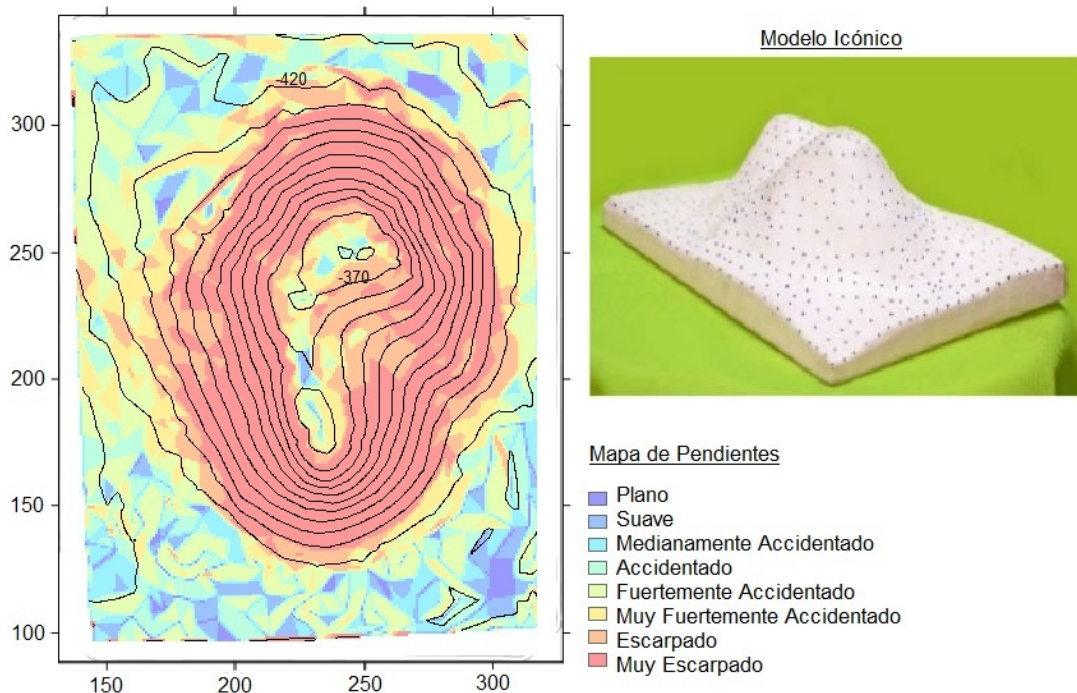 150
200
250
300
300
250
200
150
100
-420
-370
Modelo Icónico
Mapa de Pendientes
Plano
Suave
Medianamente Accidentado
Accidentado
Fuertemente Accidentado
Muy Fuertemente Accidentado
Escarpado
Muy Escarpado